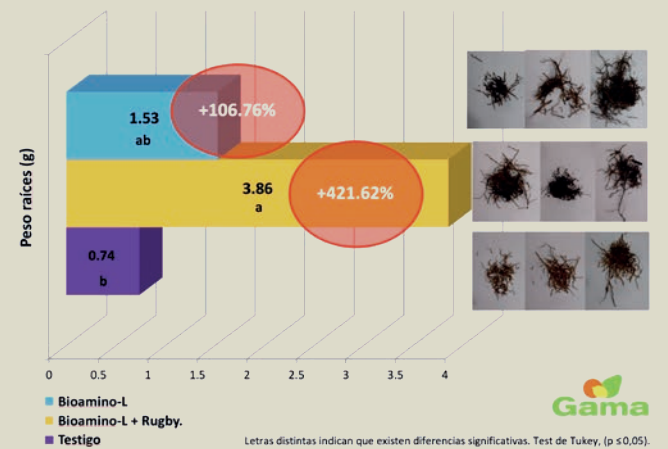 +106.76%
1.53
ab
3.86
a
+421.62%
0.74
b
Peso raíces (g)
0 0.5 1 1.5 2 2.5 3 3.5 4
Bioamino-L
Bioamino-L + Rugby.
Testigo
Gama
Letras distintas indican que existen diferencias significativas. Test de Tukey, (p ≤ 0,05).